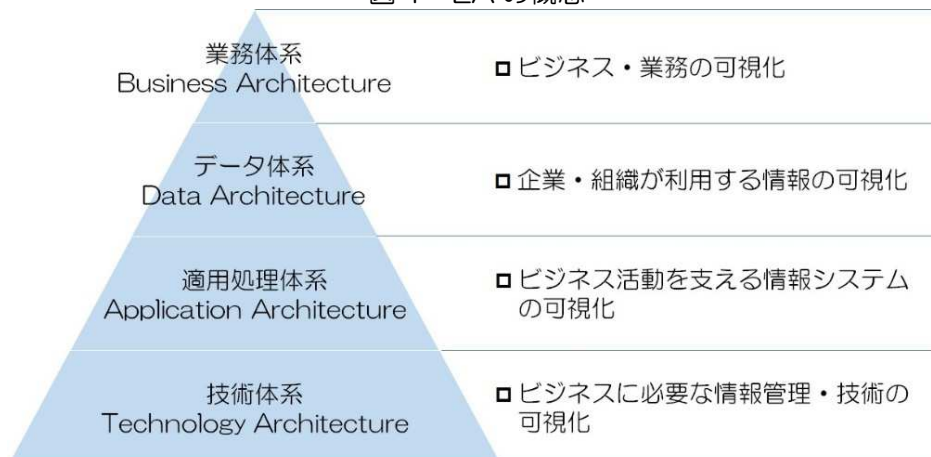 業務体系
Business Architecture
ビジネス・業務の可視化
データ体系
Data Architecture
企業・組織が利用する情報の可視化
適用処理体系
Application Architecture
ビジネス活動を支える情報システム
の可視化
技術体系
Technology Architecture
ビジネスに必要な情報管理・技術の
可視化